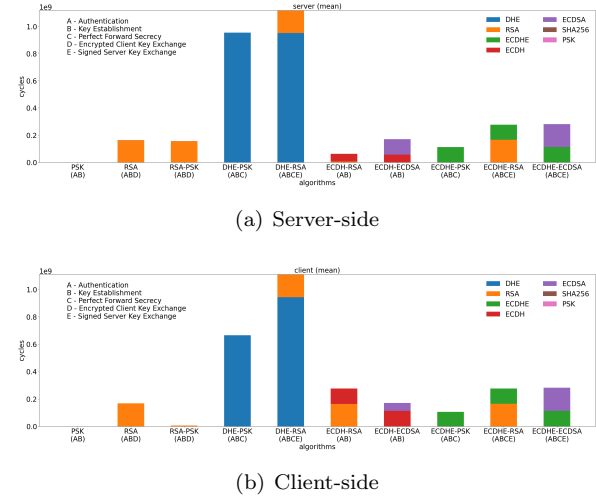 server (mean)
1e9
A - Authentication
B - Key Establishment
C - Perfect Forward Secrecy
D - Encrypted Client Key Exchange
E - Signed Server Key Exchange
DHE
RSA
ECDHE
ECDH
ECDSA
SHA256
PSK
cycles
1.0
0.8
0.6
0.4
0.2
0.0
PSK (AB)
RSA (ABD)
RSA-PSK (ABD)
DHE-PSK (ABC)
DHE-RSA (ABCE)
ECDH-RSA (AB)
ECDH-ECDSA (AB)
ECDHE-PSK (ABC)
ECDHE-RSA (ABCE)
ECDHE-ECDSA (ABCE)
algorithms
(a) Server-side
client (mean)
1e9
A - Authentication
B - Key Establishment
C - Perfect Forward Secrecy
D - Encrypted Client Key Exchange
E - Signed Server Key Exchange
DHE
RSA
ECDHE
ECDH
ECDSA
SHA256
PSK
cycles
1.0
0.8
0.6
0.4
0.2
0.0
PSK (AB)
RSA (ABD)
RSA-PSK (ABD)
DHE-PSK (ABC)
DHE-RSA (ABCE)
ECDH-RSA (AB)
ECDH-ECDSA (AB)
ECDHE-PSK (ABC)
ECDHE-RSA (ABCE)
ECDHE-ECDSA (ABCE)
algorithms
(b) Client-side